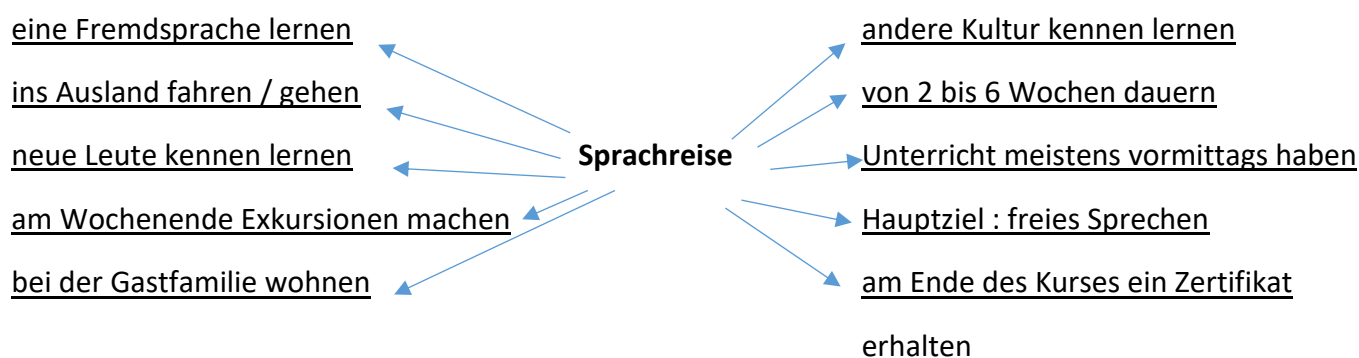 eine Fremdsprache lernen
ins Ausland fahren / gehen
neue Leute kennen lernen
am Wochenende Exkursionen machen
bei der Gastfamilie wohnen
Sprachreise
andere Kultur kennen lernen
von 2 bis 6 Wochen dauern
Unterricht meistens vormittags haben
Hauptziel : freies Sprechen
am Ende des Kurses ein Zertifikat
erhalten